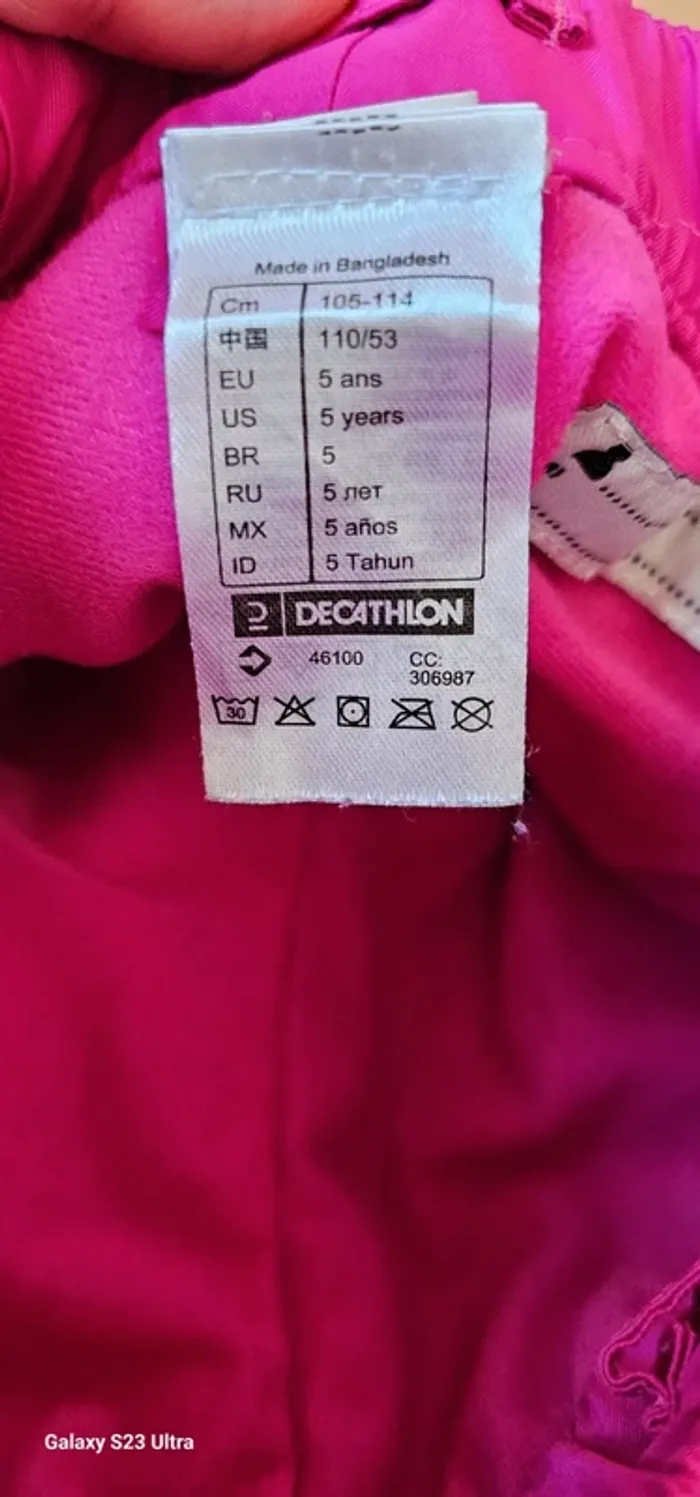 Made in Bangladesh
Cm 105-114
中国 110/53
EU 5 ans
US 5 years
BR 5
RU 5 лет
MX 5 años
ID 5 Tahun
DECATHLON
46100 CC:
306987
30
Galaxy S23 Ultra